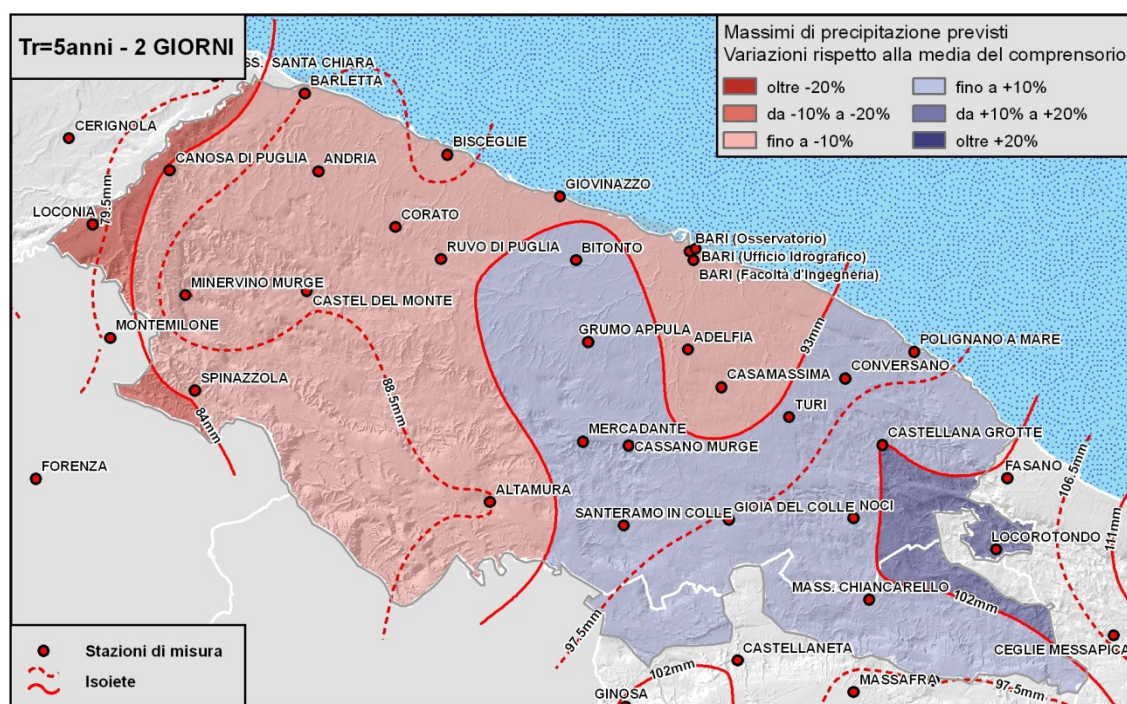 Tr=5anni - 2 GIORNI
Massimi di precipitazione previsti
Variazioni rispetto alla media del comprensorio
oltre -20%
fino a +10%
da -10% a -20%
da +10% a +20%
fino a -10%
oltre +20%
SS. SANTA CHIARA
BARLETTA
CERIGNOLA
BISCEGLIE
CANOSA DI PUGLIA
ANDRIA
GIOVINAZZO
79.5mm
LOCONIA
CORATO
RUVO DI PUGLIA
BITONTO
BARI (Osservatorio)
BARI (Ufficio Idrografico)
BARI (Facoltà d'Ingegneria)
MINERVINO MURGE
CASTEL DEL MONTE
MONTEMILONE
GRUMO APPULA
ADELFIA
93mm
POLIGNANO A MARE
SPINAZZOLA
88.5mm
CASAMASSIMA
CONVERSANO
84mm
TURI
MERCADANTE
CASSANO MURGE
CASTELLANA GROTTE
FORENZA
FASANO
106.5mm
ALTAMURA
SANTERAMO IN COLLE
GIOIA DEL COLLE
NOCI
111mm
LOCOROTONDO
MASS. CHIANCARELLO
102mm
97.5mm
CEGLIE MESSAPICA
Stazioni di misura
CASTELLANETA
102mm
Isoiete
GINOSA
MASSAFRA
97.5mm